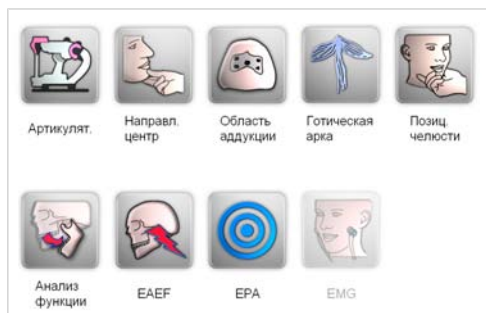 Артикулят.
Направл.
центр
Область
аддукции
Готическая
арка
Позиц.
челюсти
Анализ
функции
EAEF
EPA
EMG